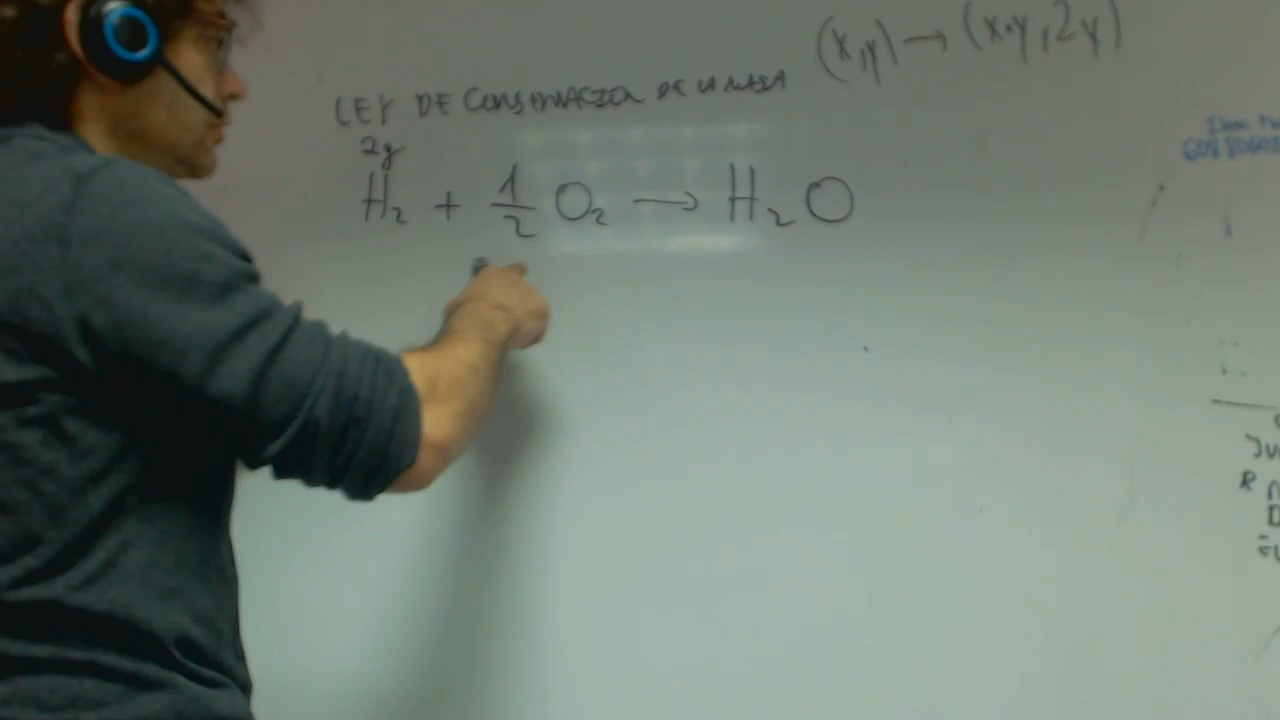 (x,y) → (x·y, 2y)
LEY DE CONSERVACION DE LA MASA
2g
H₂ + 1/2 O₂ → H₂O
R